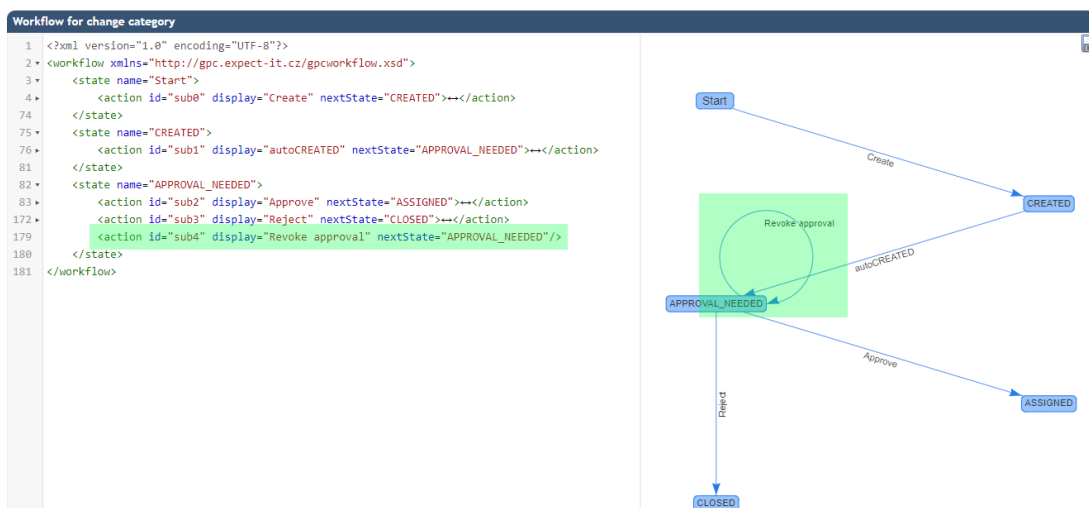 Workflow for change category
1 <?xml version="1.0" encoding="UTF-8"?>
2 <workflow xmlns="http://gpc.expect-it.cz/gpcworkflow.xsd">
3 <state name="Start">
4 <action id="sub0" display="Create" nextState="CREATED">↔</action>
74 </state>
75 <state name="CREATED">
76 <action id="sub1" display="autoCREATED" nextState="APPROVAL_NEEDED">↔</action>
81 </state>
82 <state name="APPROVAL_NEEDED">
83 <action id="sub2" display="Approve" nextState="ASSIGNED">↔</action>
172 <action id="sub3" display="Reject" nextState="CLOSED">↔</action>
179 <action id="sub4" display="Revoke approval" nextState="APPROVAL_NEEDED"/>
180 </state>
181 </workflow>
Start
Create
CREATED
Revoke approval
autoCREATED
APPROVAL_NEEDED
Approve
Reject
ASSIGNED
CLOSED